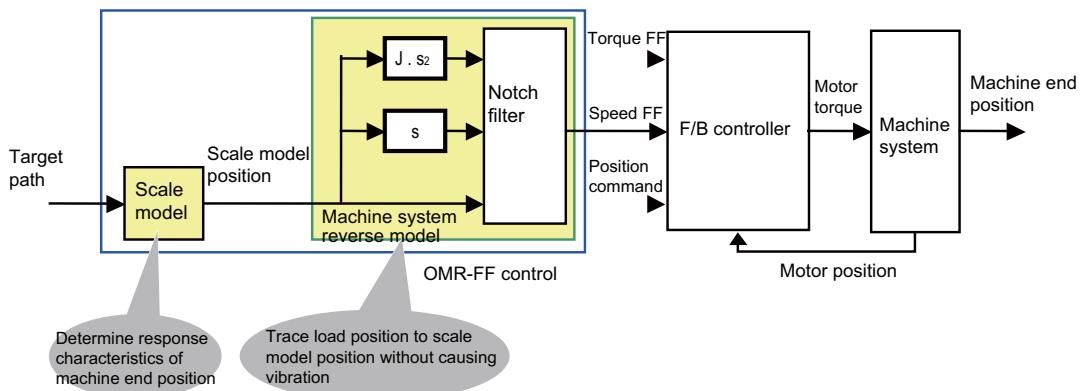 Target
path
Scale
model
Scale model
position
J . s2
s
Notch
filter
Machine system
reverse model
OMR-FF control
Torque FF
Speed FF
Position
command
F/B controller
Motor
torque
Machine
system
Machine end
position
Motor position
Determine response
characteristics of
machine end position
Trace load position to scale
model position without causing
vibration